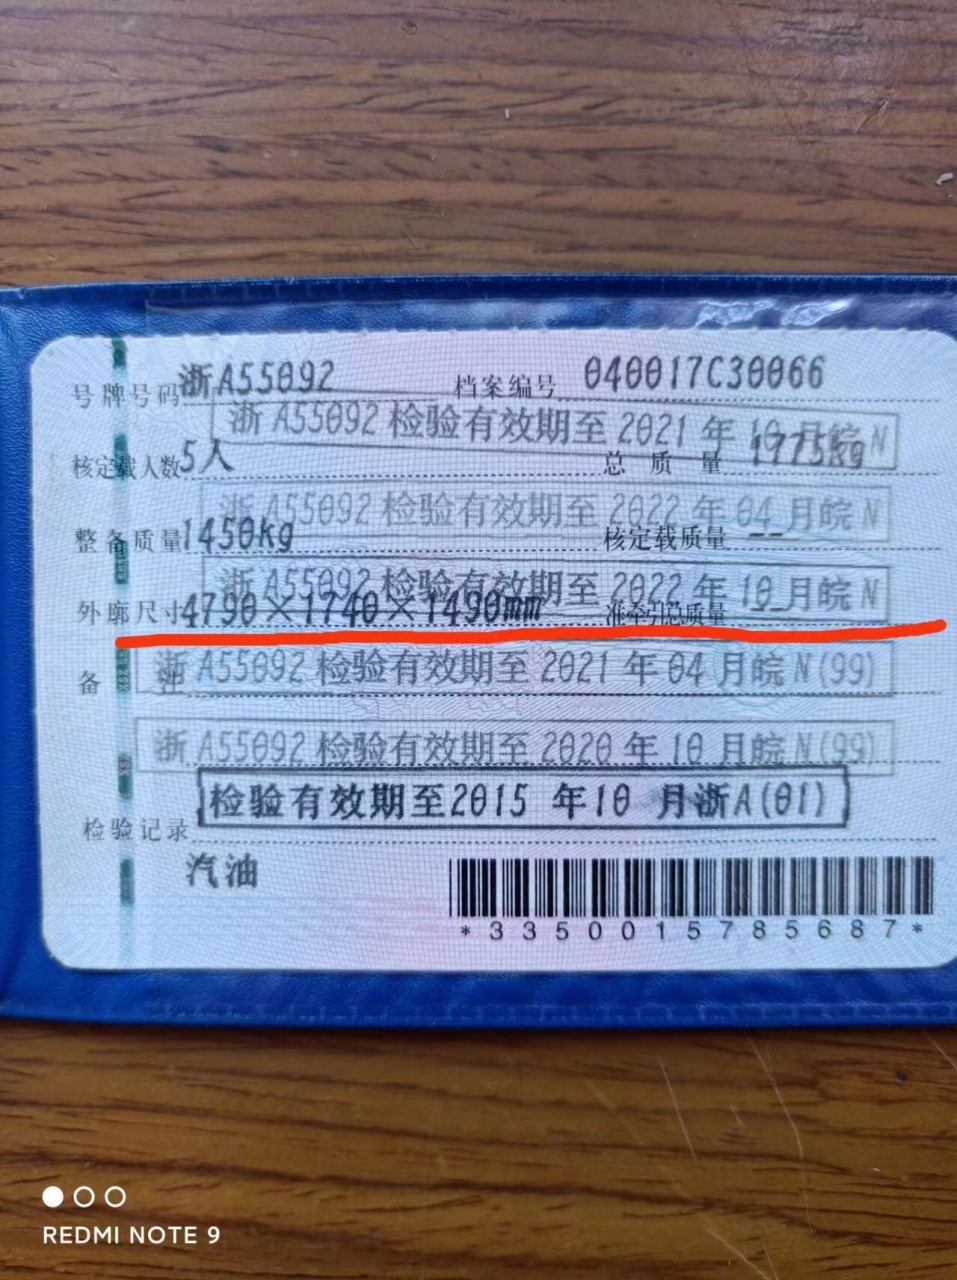 号牌号码 浙A55092 档案编号 040017C30066
浙A55092 检验有效期至 2021 年 10 月皖N
核定载人数 5人 总质量 1775kg
浙A55092 检验有效期至 2022 年 04 月皖N
整备质量 1450kg 核定载质量 --
浙A55092 检验有效期至 2022 年 10 月皖N
外廓尺寸 4790×1740×1490mm 准牵引总质量 --
浙A55092 检验有效期至 2021 年 04 月皖N(99)
备注
浙A55092 检验有效期至 2020 年 10 月皖N(99)
检验有效期至2015 年10 月浙A(01)
检验记录
汽油
*3350015785687*
REDMI NOTE 9